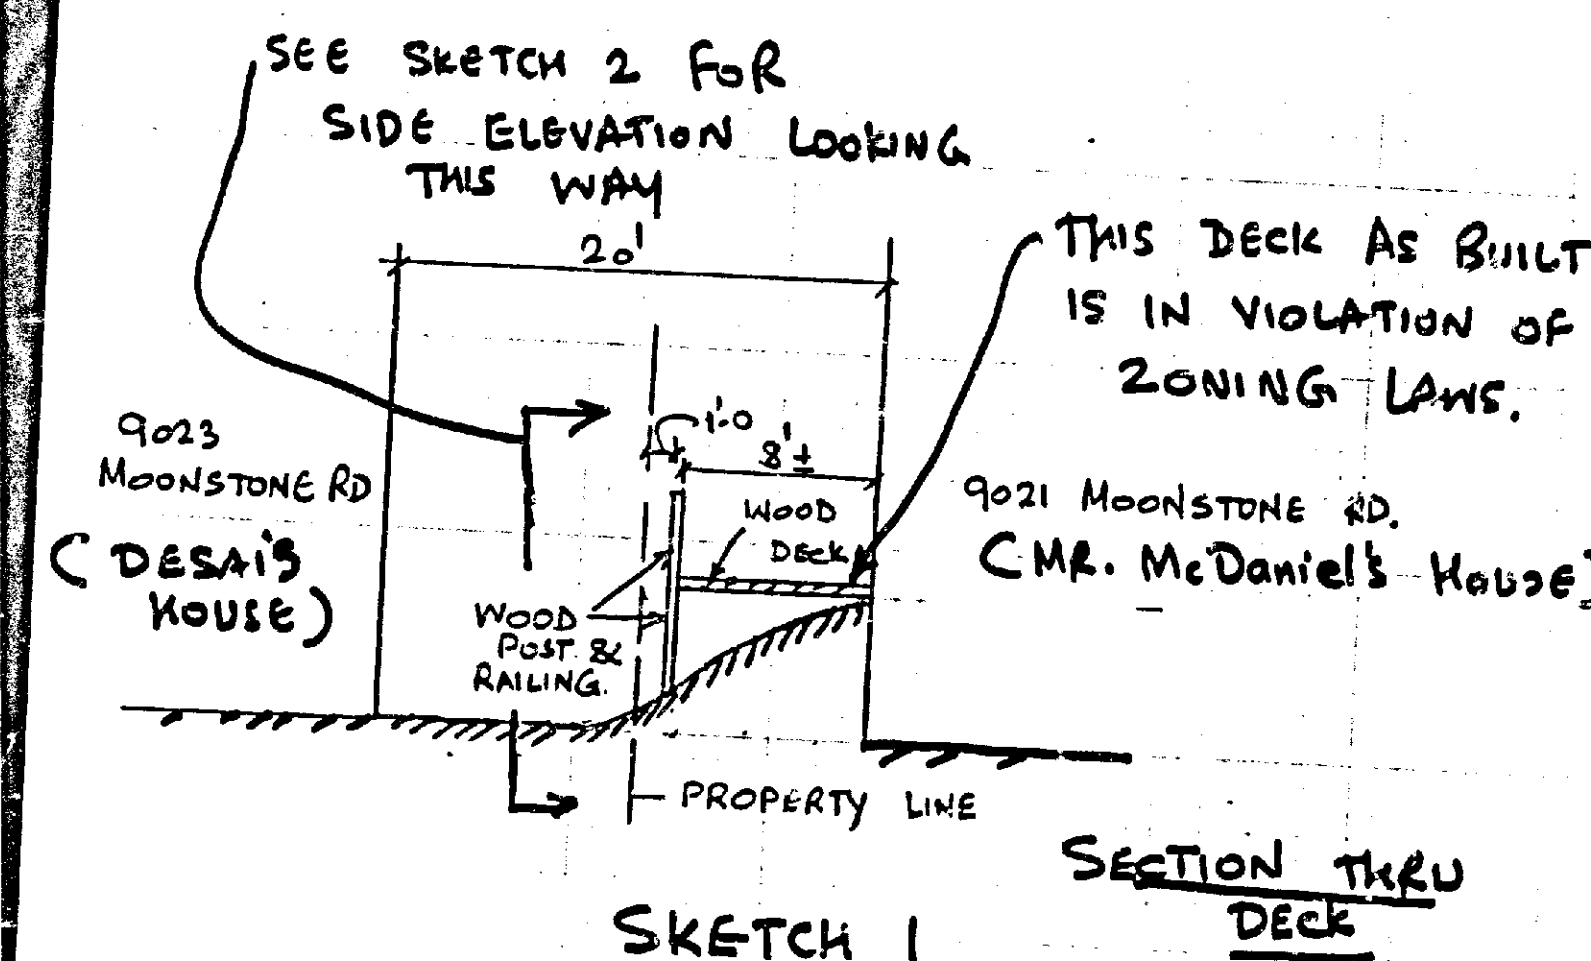 SEE SKETCH 2 FOR
SIDE ELEVATION LOOKING
THIS WAY
20'
THIS DECK AS BUILT
IS IN VIOLATION OF
ZONING LAWS.
1'-0
8'±
9023
MOONSTONE RD
(DESAI'S
HOUSE)
WOOD
DECK
9021 MOONSTONE RD.
(MR. McDaniel's House)
WOOD
POST &
RAILING.
PROPERTY LINE
SECTION THRU
DECK
SKETCH 1